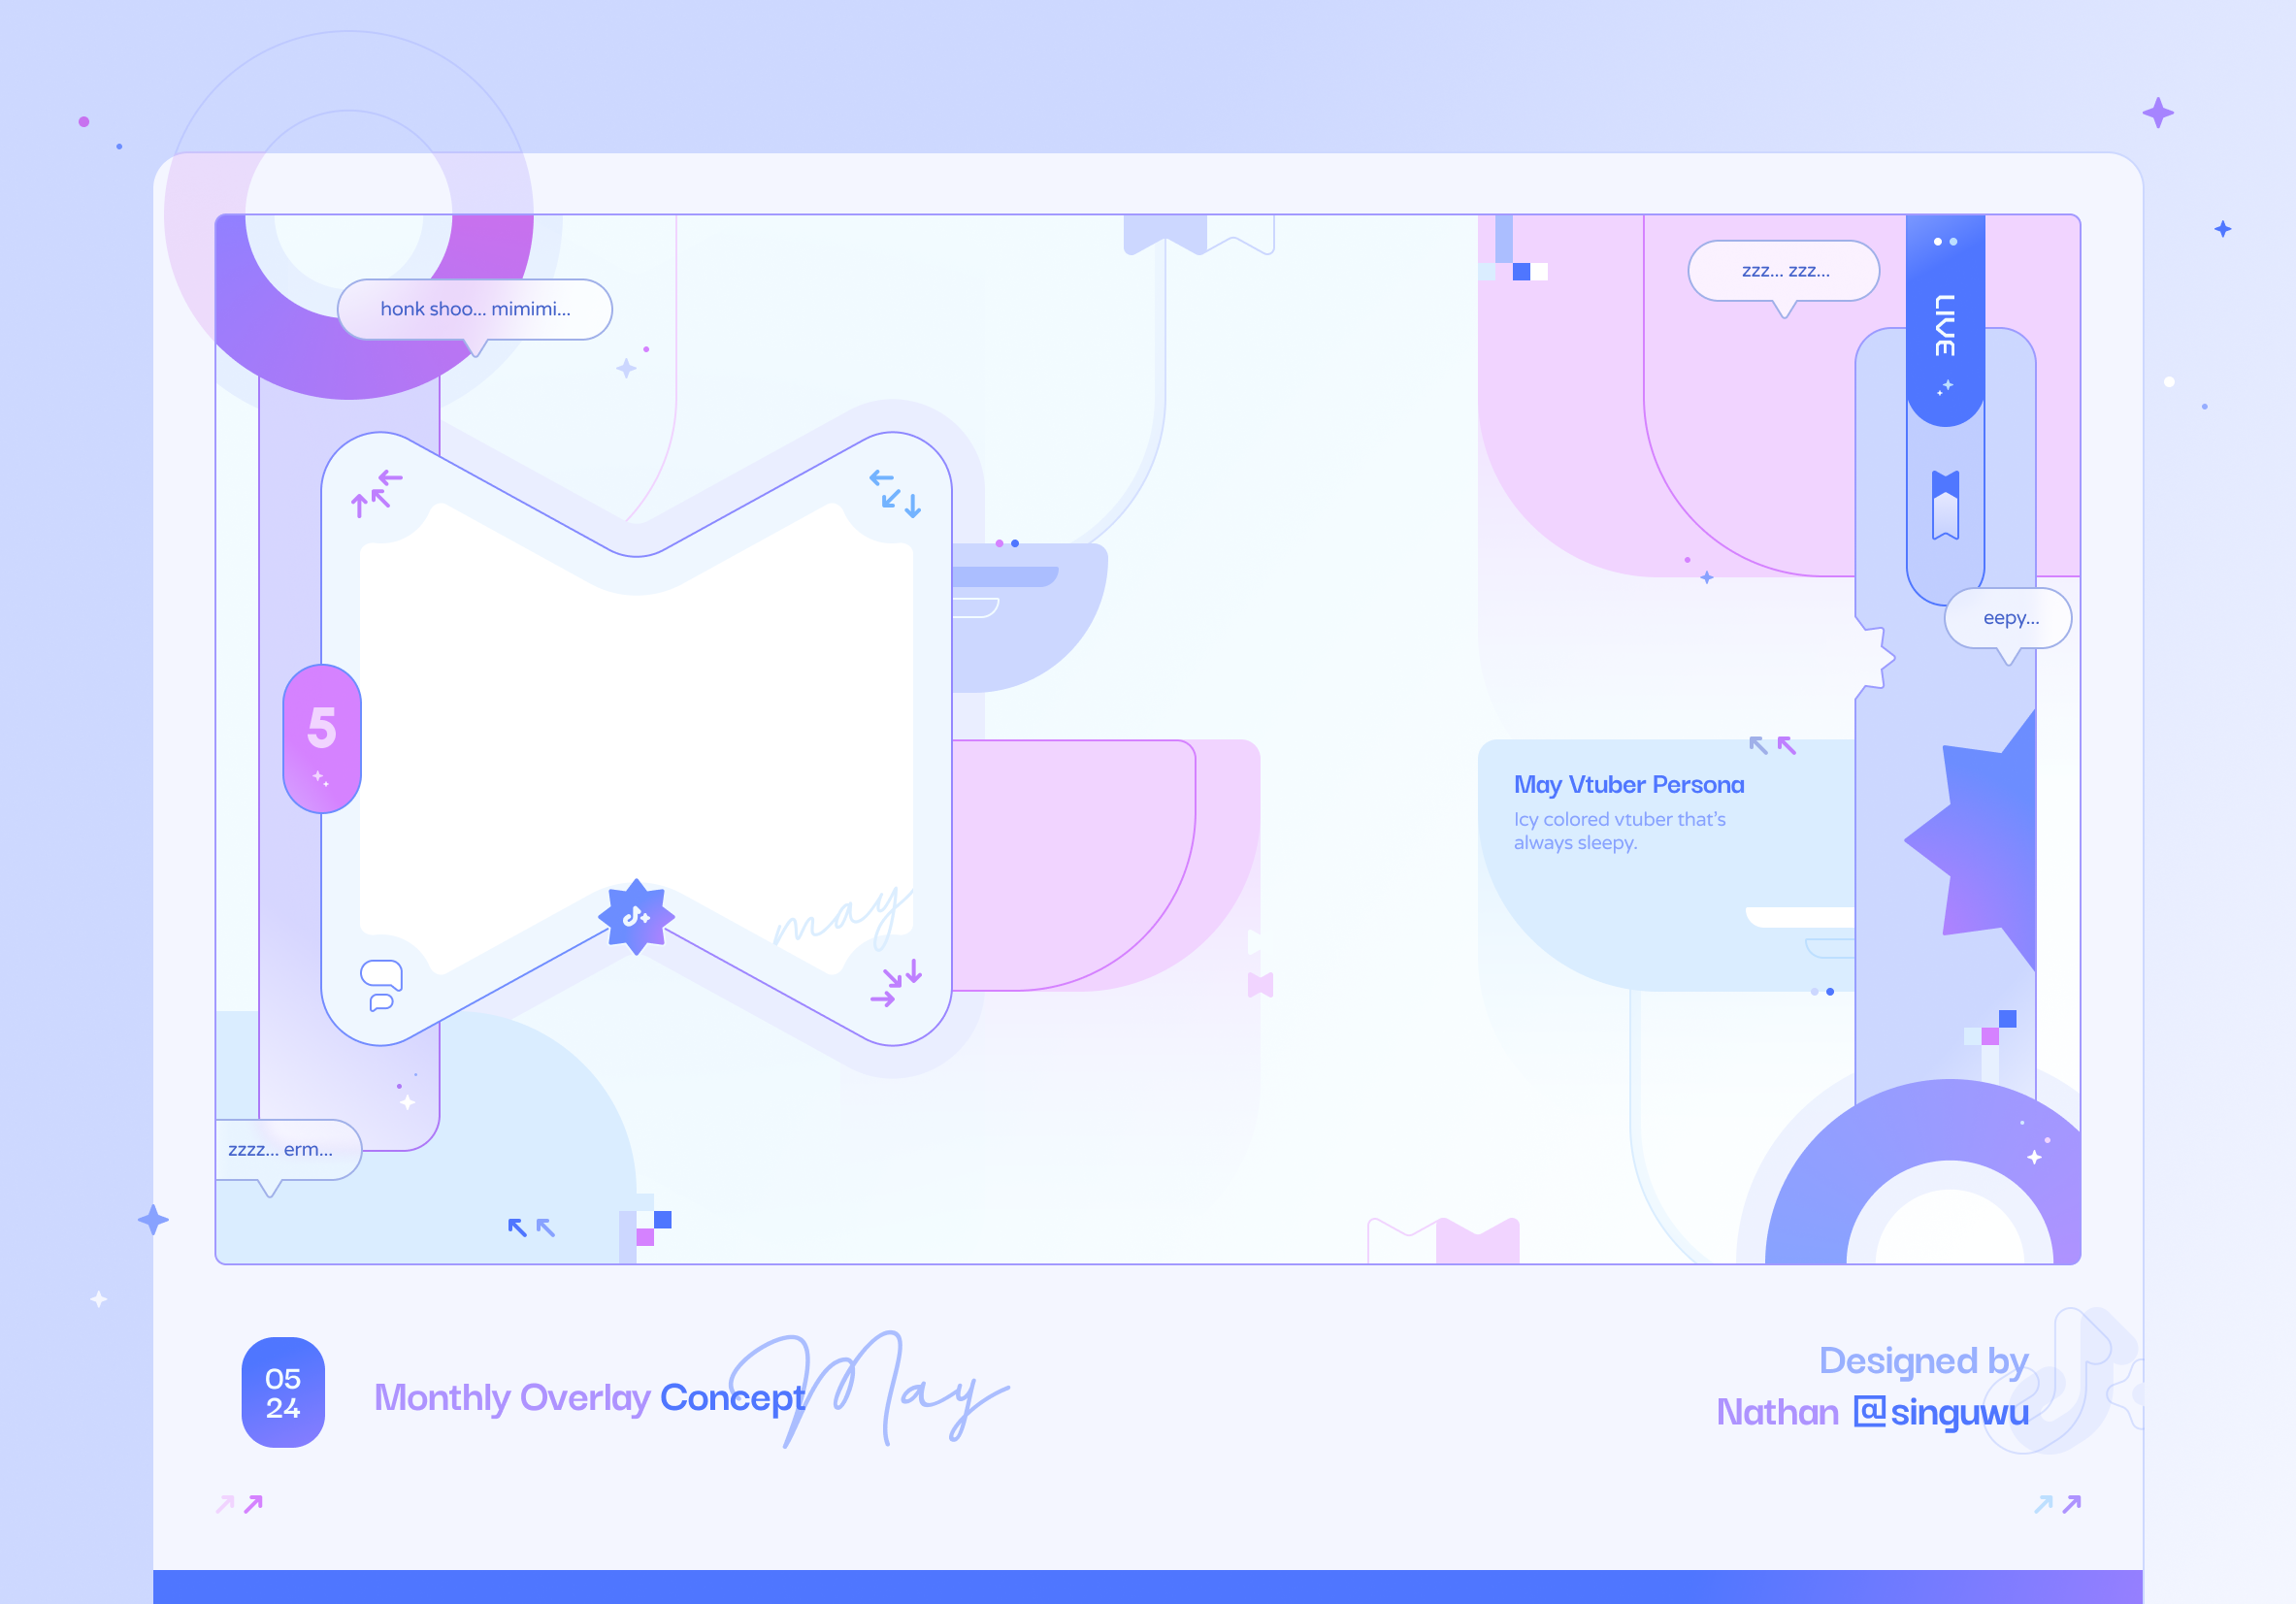 honk shoo... mimimi...
zzz... zzz...
LIVE
eepy...
5
May Vtuber Persona
Icy colored vtuber that's
always sleepy.
may
zzzz... erm...
05
24
Monthly Overlay Concept
May
Designed by
Nathan @singuwu